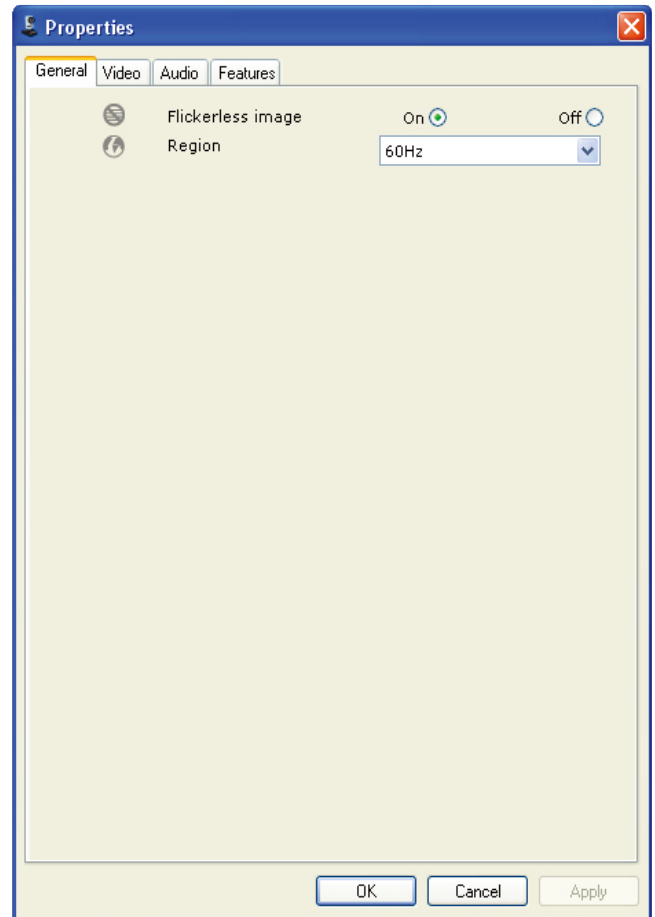 Properties
General Video Audio Features
Flickerless image On Off
Region 60Hz
OK Cancel Apply